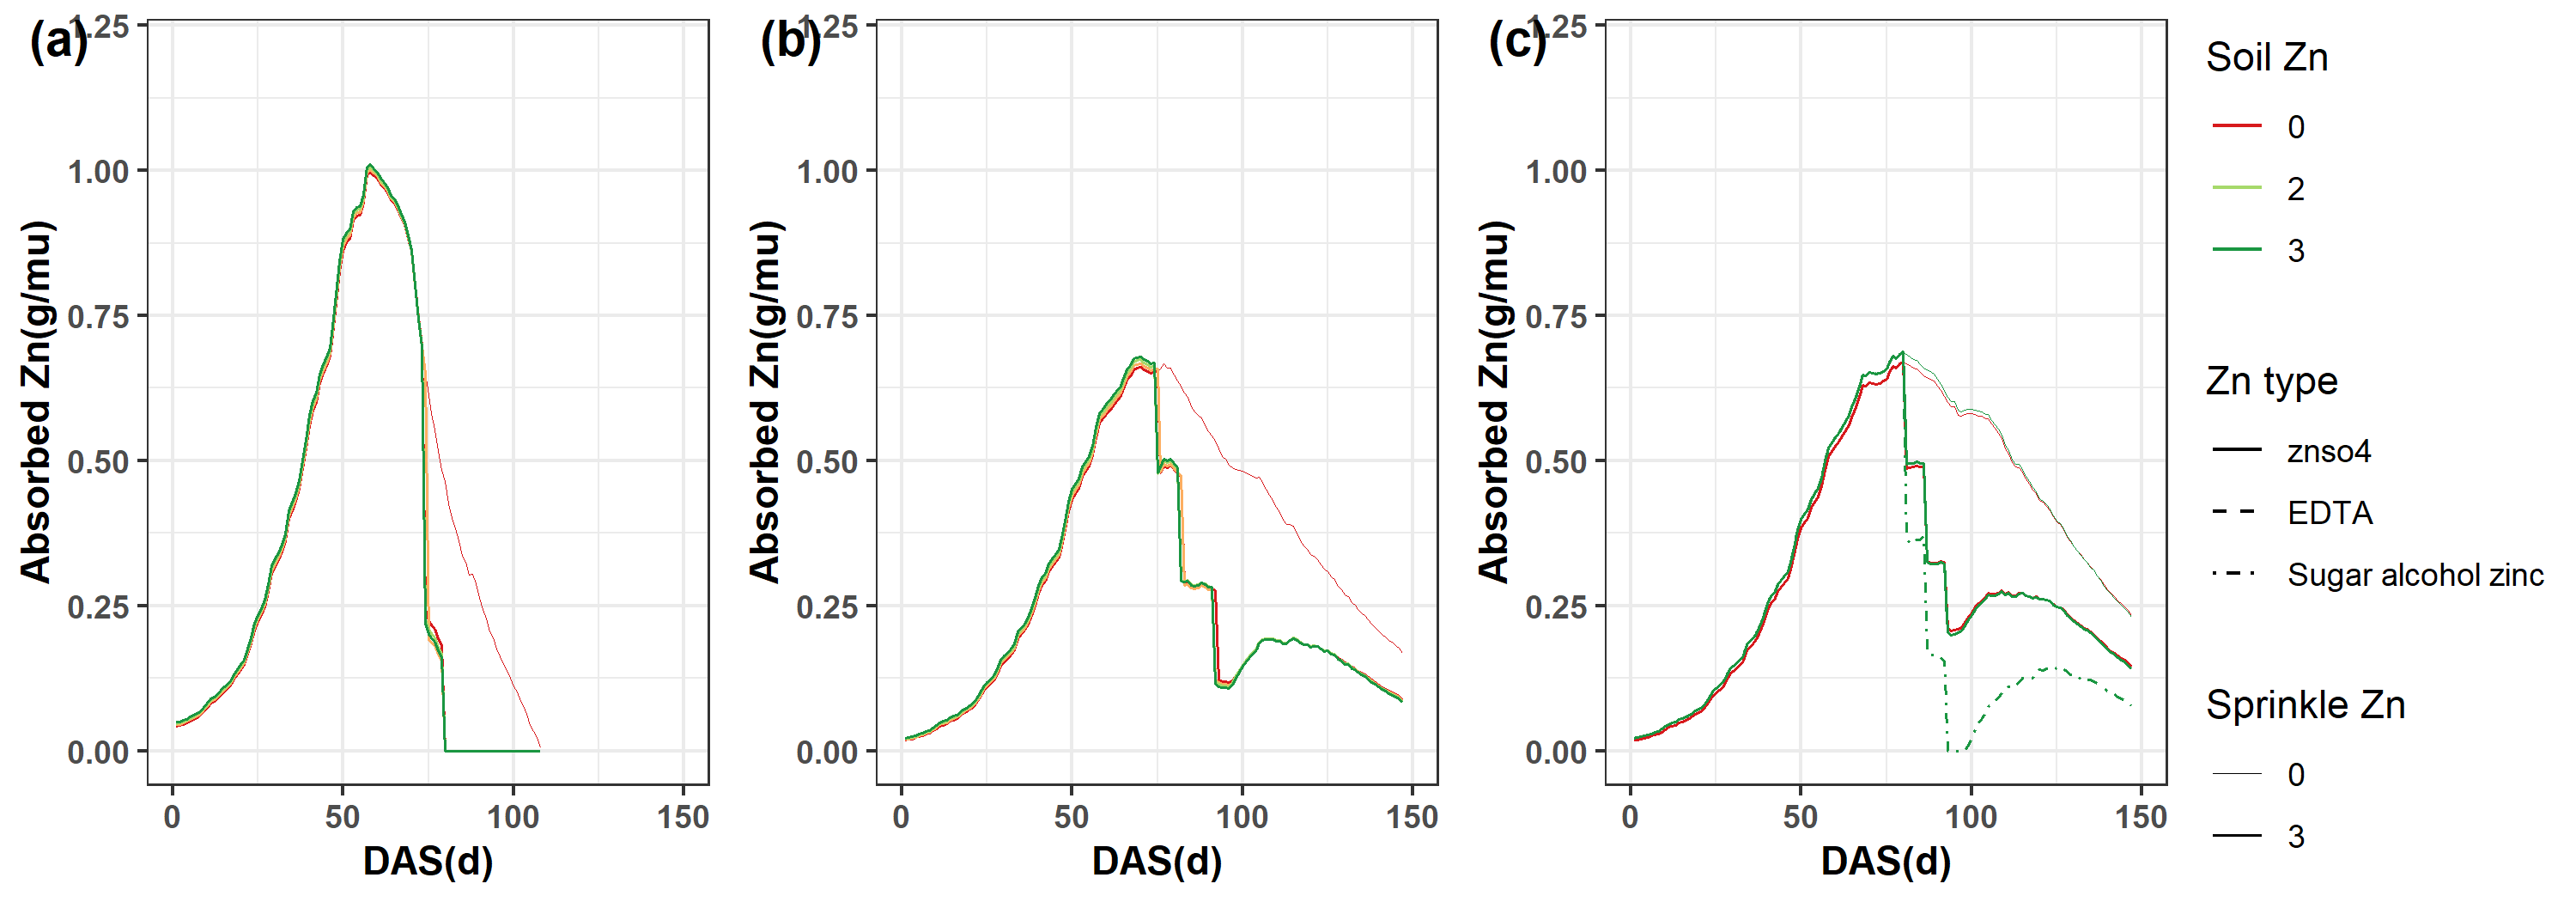 (a)
1.25
1.00
0.75
0.50
0.25
0.00
Absorbed Zn(g/mu)
0 50 100 150
DAS(d)
(b)
1.25
1.00
0.75
0.50
0.25
0.00
Absorbed Zn(g/mu)
0 50 100 150
DAS(d)
(c)
1.25
1.00
0.75
0.50
0.25
0.00
Absorbed Zn(g/mu)
0 50 100 150
DAS(d)
Soil Zn
0
2
3
Zn type
znso4
EDTA
Sugar alcohol zinc
Sprinkle Zn
0
3